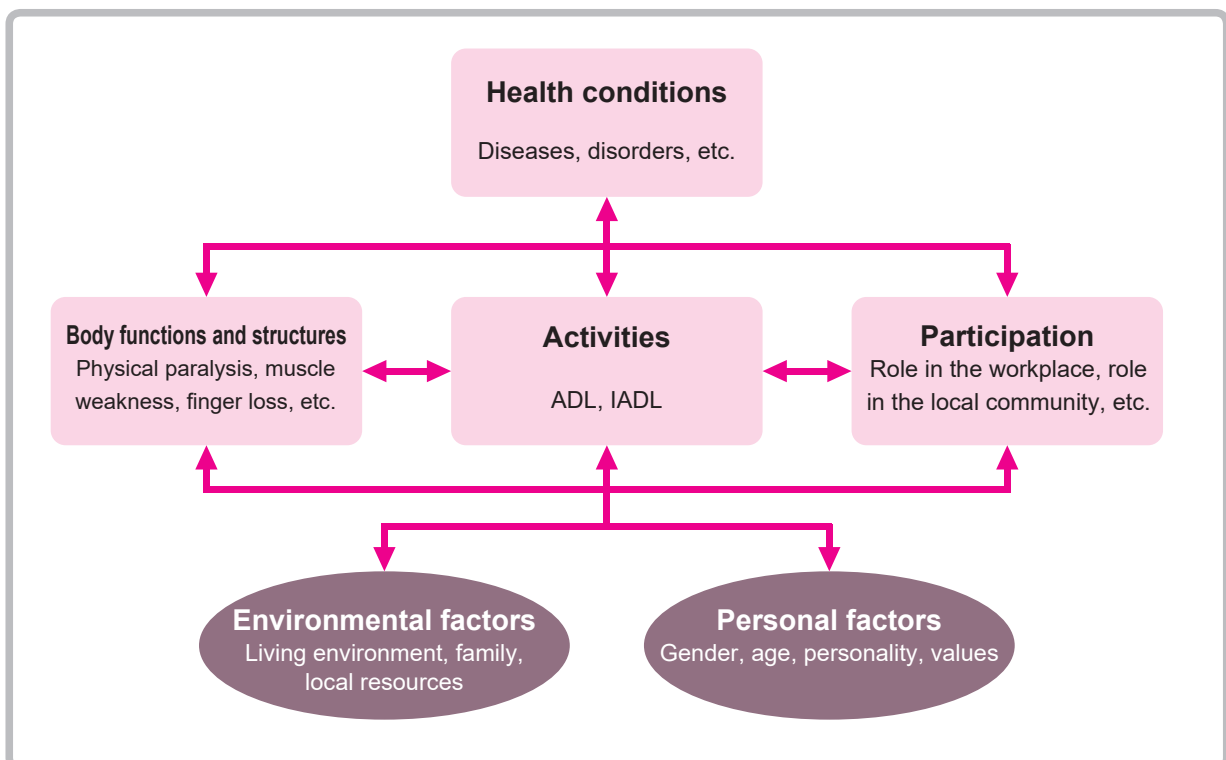 Health conditions
Diseases, disorders, etc.
Body functions and structures
Physical paralysis, muscle
weakness, finger loss, etc.
Activities
ADL, IADL
Participation
Role in the workplace, role
in the local community, etc.
Environmental factors
Living environment, family,
local resources
Personal factors
Gender, age, personality, values